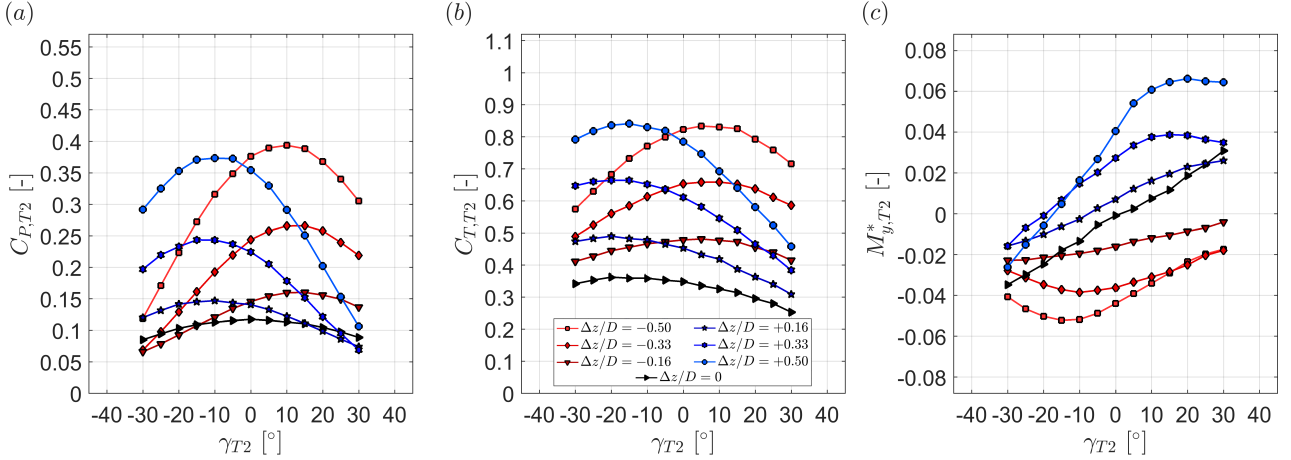 (a)
0.55
0.5
0.45
0.4
0.35
0.3
0.25
0.2
0.15
0.1
0.05
0
C_{P,T2} [-]
-40 -30 -20 -10 0 10 20 30 40
γ_{T2} [°]
(b)
1.1
1
0.9
0.8
0.7
0.6
0.5
0.4
0.3
0.2
0.1
0
C_{T,T2} [-]
Δz/D = −0.50
Δz/D = −0.33
Δz/D = −0.16
Δz/D = +0.16
Δz/D = +0.33
Δz/D = +0.50
Δz/D = 0
-40 -30 -20 -10 0 10 20 30 40
γ_{T2} [°]
(c)
0.08
0.06
0.04
0.02
0
-0.02
-0.04
-0.06
-0.08
M*_{y,T2} [-]
-40 -30 -20 -10 0 10 20 30 40
γ_{T2} [°]